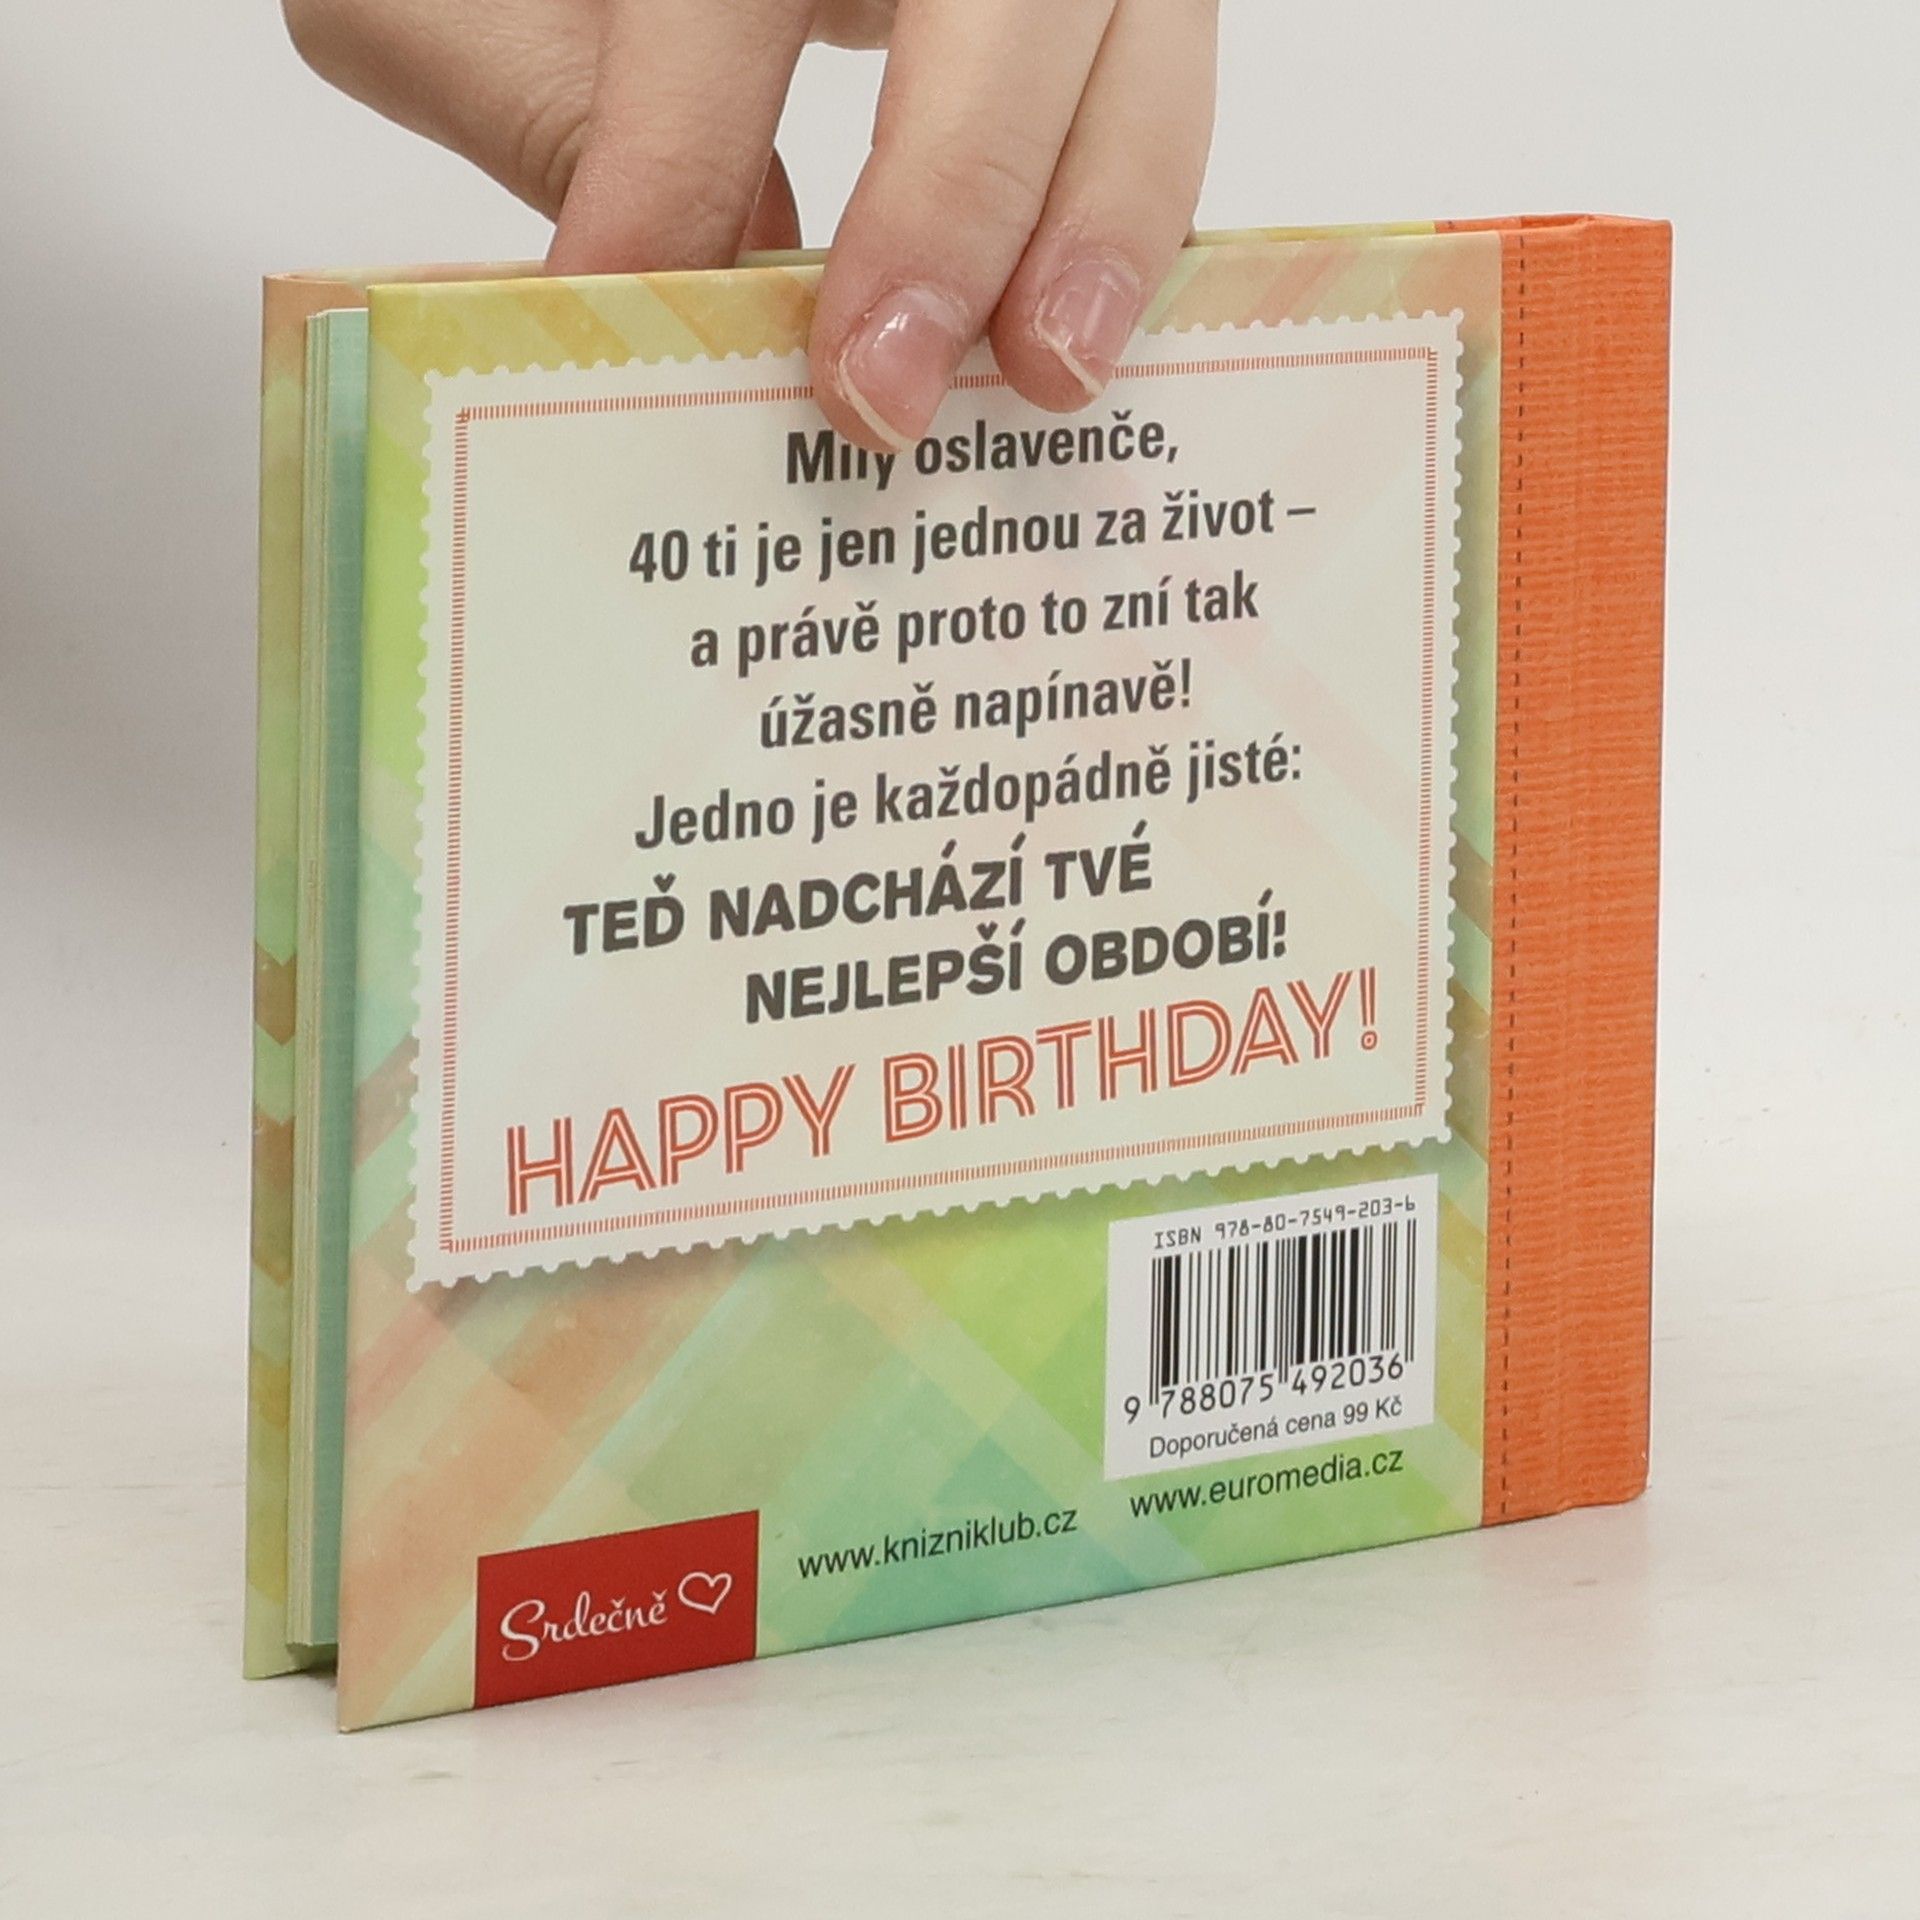 Milý oslavenče,
40 ti je jen jednou za život –
a právě proto to zní tak
úžasně napínavě!
Jedno je každopádně jisté:
TEĎ NADCHÁZÍ TVÉ
NEJLEPŠÍ OBDOBÍ!
HAPPY BIRTHDAY!
ISBN 978-80-7549-203-6
9 788075 492036
Doporučená cena 99 Kč
www.euromedia.cz
www.knizniklub.cz
Srdečně